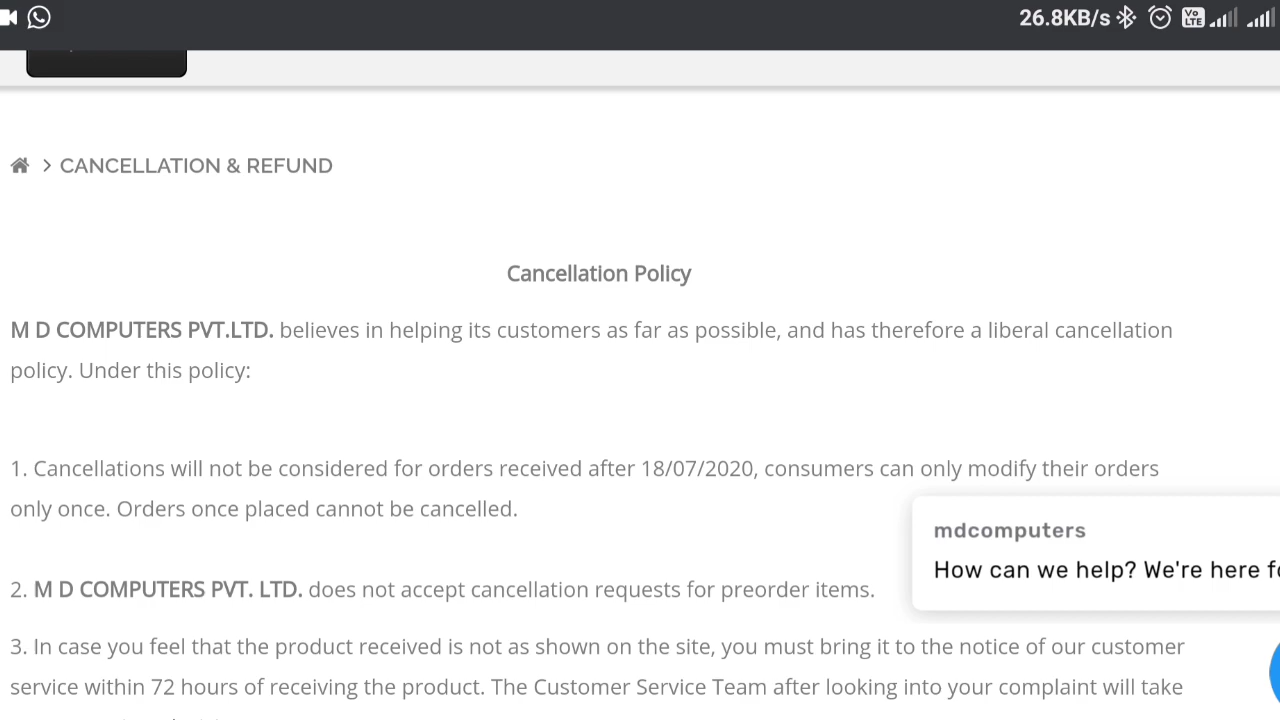 26.8KB/s
Vo
LTE
CANCELLATION & REFUND
Cancellation Policy
M D COMPUTERS PVT.LTD. believes in helping its customers as far as possible, and has therefore a liberal cancellation
policy. Under this policy:
1. Cancellations will not be considered for orders received after 18/07/2020, consumers can only modify their orders
only once. Orders once placed cannot be cancelled.
mdcomputers
How can we help? We're here
2. M D COMPUTERS PVT. LTD. does not accept cancellation requests for preorder items.
3. In case you feel that the product received is not as shown on the site, you must bring it to the notice of our customer
service within 72 hours of receiving the product. The Customer Service Team after looking into your complaint will take